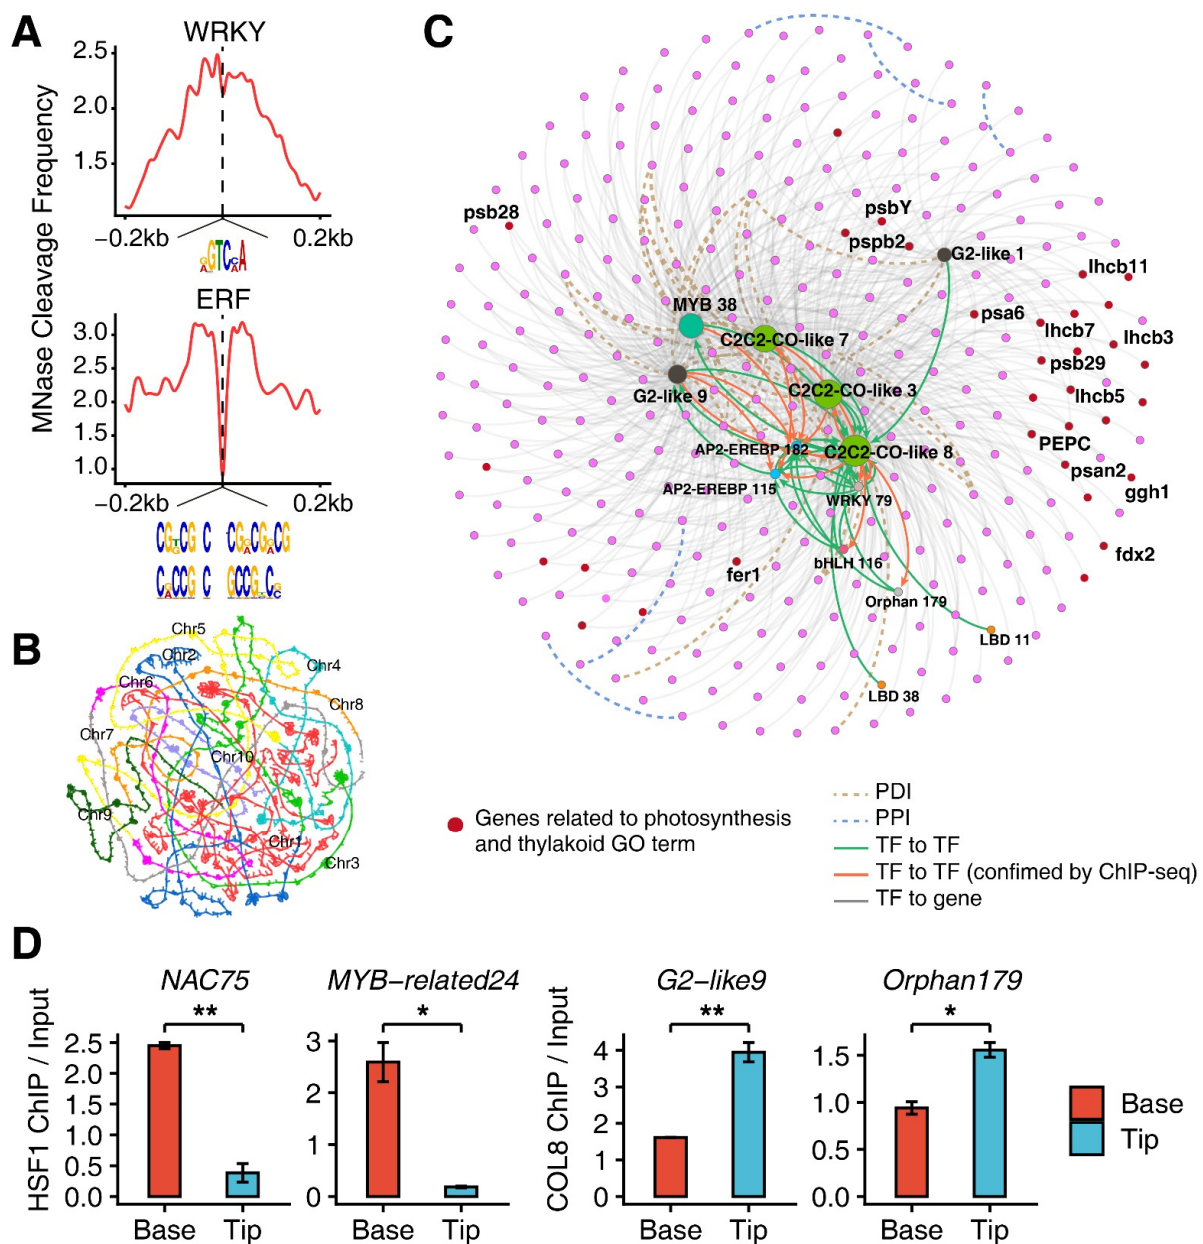 A
WRKY
MNase Cleavage Frequency
2.5
2.0
1.5
−0.2kb
0.2kb
ERF
3.0
2.5
2.0
1.5
1.0
−0.2kb
0.2kb
B
Chr5
Chr2
Chr4
Chr6
Chr8
Chr7
Chr10
Chr9
Chr1
Chr3
C
psb28
psbY
pspb2
G2-like 1
lhcb11
MYB 38
psa6
C2C2-CO-like 7
lhcb7
lhcb3
psb29
G2-like 9
C2C2-CO-like 3
lhcb5
AP2-EREBP 182
C2C2-CO-like 8
PEPC
psan2
AP2-EREBP 115
WRKY 79
ggh1
fdx2
bHLH 116
fer1
Orphan 179
LBD 11
LBD 38
Genes related to photosynthesis
and thylakoid GO term
PDI
PPI
TF to TF
TF to TF (confimed by ChIP-seq)
TF to gene
D
NAC75
MYB−related24
G2−like9
Orphan179
**
*
**
*
HSF1 ChIP / Input
2.5
2.0
1.5
1.0
0.5
0.0
Base
Tip
3
2
1
0
Base
Tip
COL8 ChIP / Input
4
3
2
1
0
Base
Tip
1.5
1.0
0.5
0.0
Base
Tip
Base
Tip